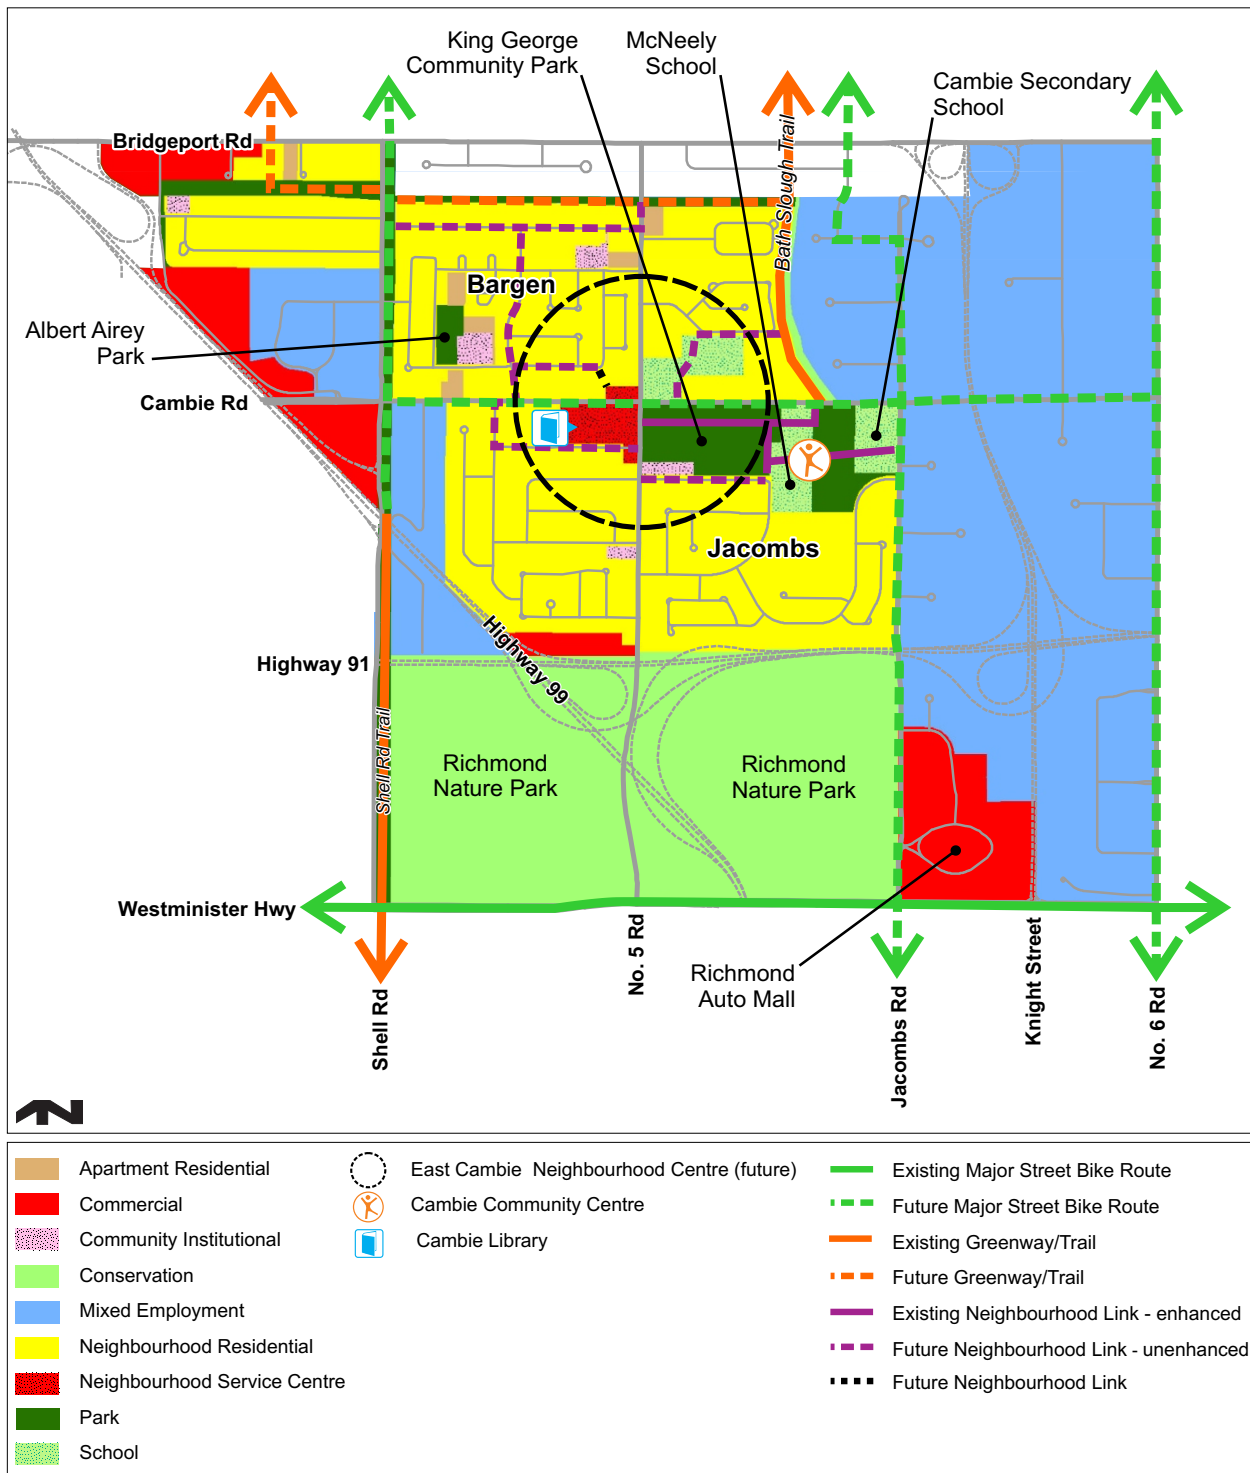 King George
Community Park
McNeely
School
Cambie Secondary
School
Bridgeport Rd
Bath Slough Trail
Bargen
Albert Airey
Park
Cambie Rd
Jacombs
Highway 99
Highway 91
Shell Rd Trail
Richmond
Nature Park
Richmond
Nature Park
Westminister Hwy
Richmond
Auto Mall
Shell Rd
No. 5 Rd
Jacombs Rd
Knight Street
No. 6 Rd
N
Apartment Residential
Commercial
Community Institutional
Conservation
Mixed Employment
Neighbourhood Residential
Neighbourhood Service Centre
Park
School
East Cambie Neighbourhood Centre (future)
Cambie Community Centre
Cambie Library
Existing Major Street Bike Route
Future Major Street Bike Route
Existing Greenway/Trail
Future Greenway/Trail
Existing Neighbourhood Link - enhanced
Future Neighbourhood Link - unenhanced
Future Neighbourhood Link